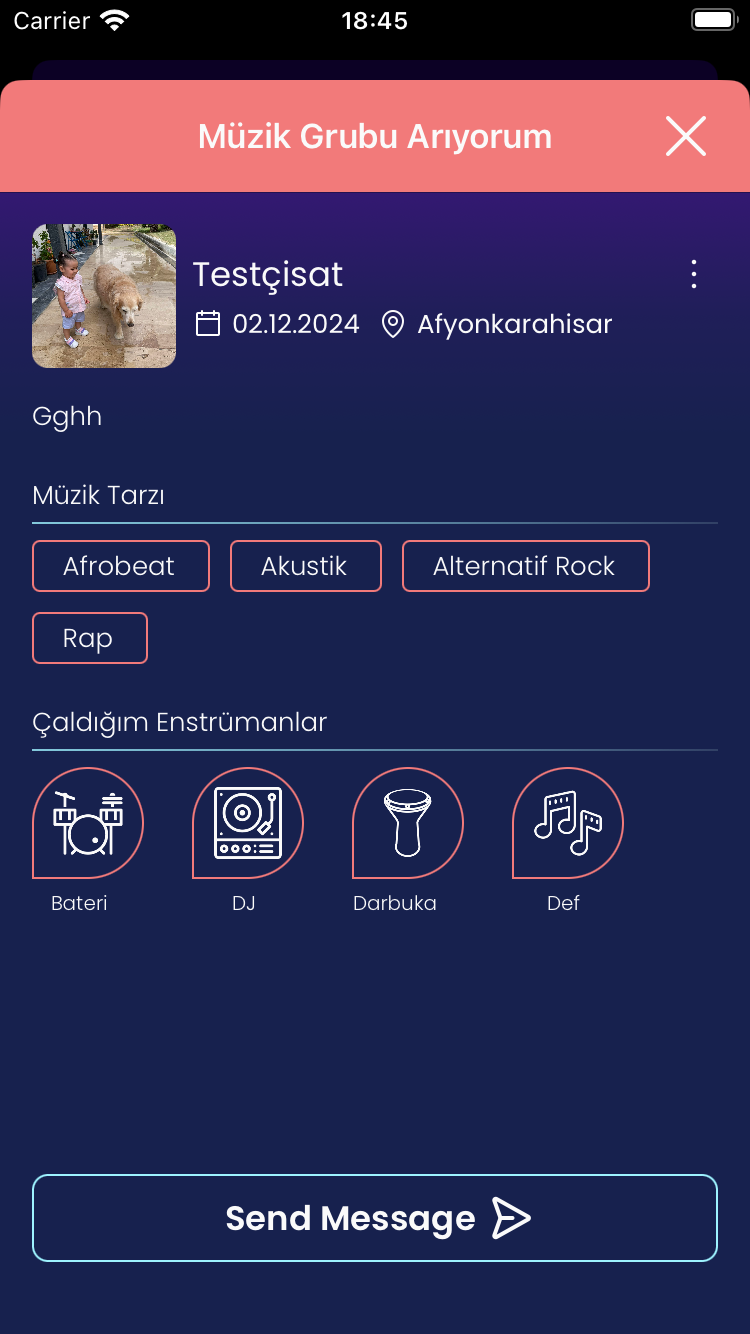 Carrier 18:45
Müzik Grubu Arıyorum
Testçisat
02.12.2024 Afyonkarahisar
Gghh
Müzik Tarzı
Afrobeat Akustik Alternatif Rock
Rap
Çaldığım Enstrümanlar
Bateri DJ Darbuka Def
Send Message